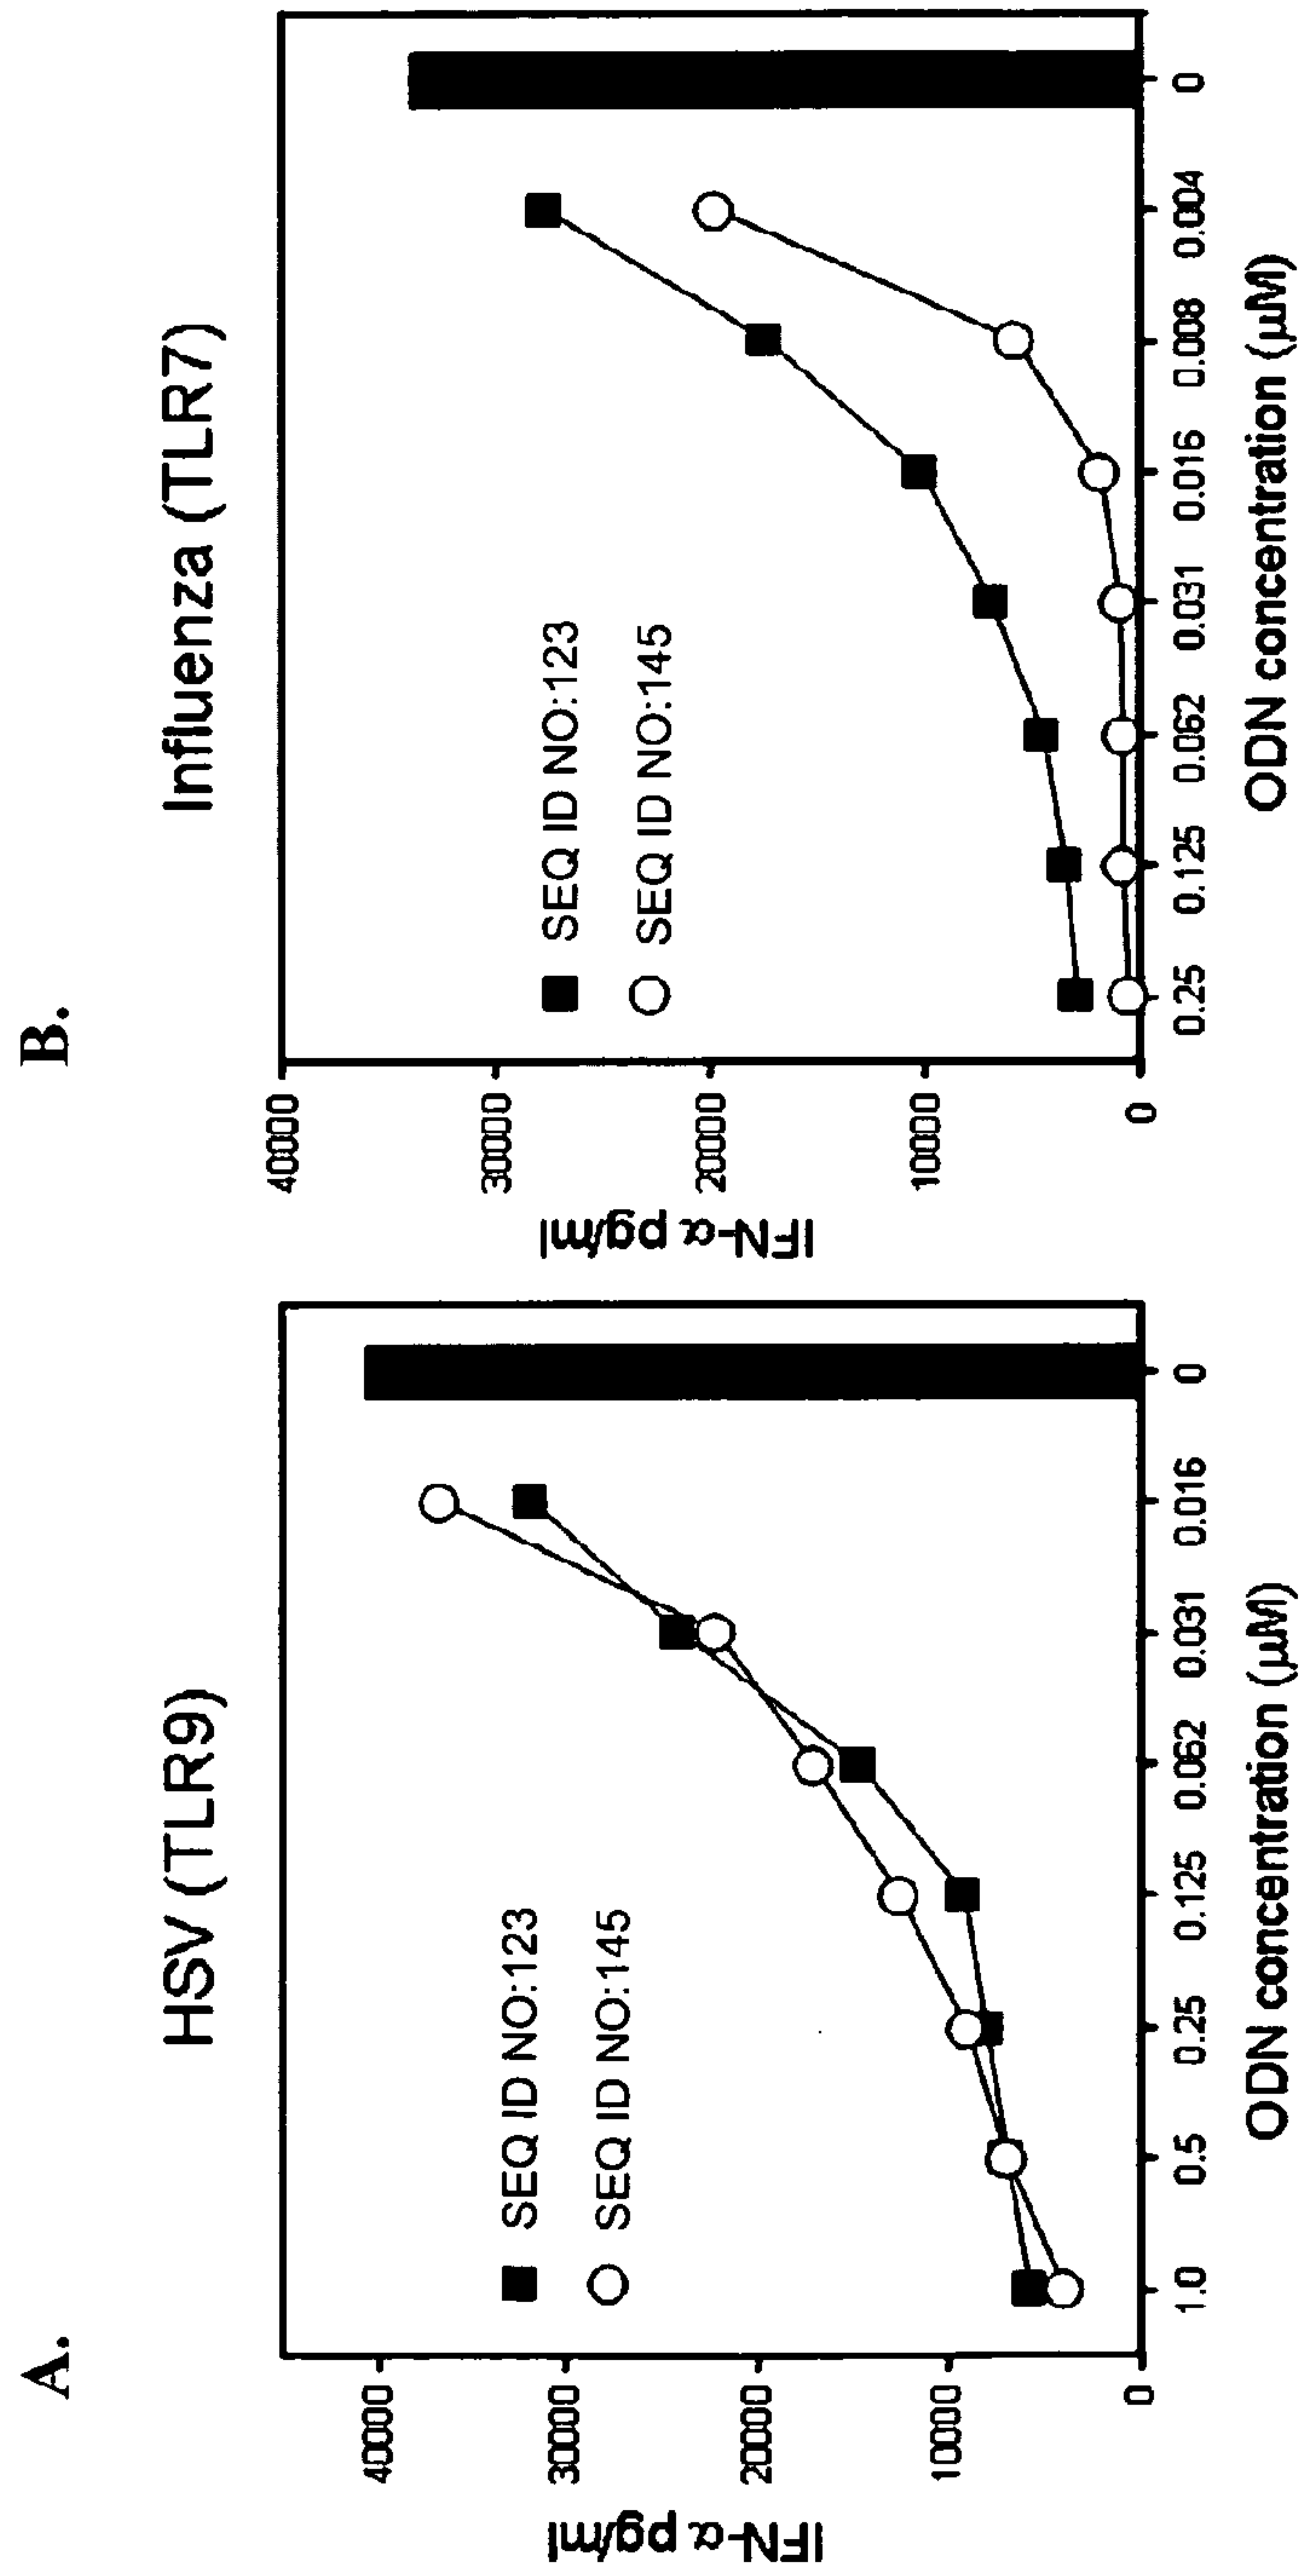 A.
HSV (TLR9)
IFN-α pg/ml
40000
30000
20000
10000
0
SEQ ID NO:123
SEQ ID NO:145
1.0 0.5 0.25 0.125 0.062 0.031 0.016 0
ODN concentration (μM)
B.
Influenza (TLR7)
IFN-α pg/ml
40000
30000
20000
10000
0
SEQ ID NO:123
SEQ ID NO:145
0.25 0.125 0.062 0.031 0.016 0.008 0.004 0
ODN concentration (μM)